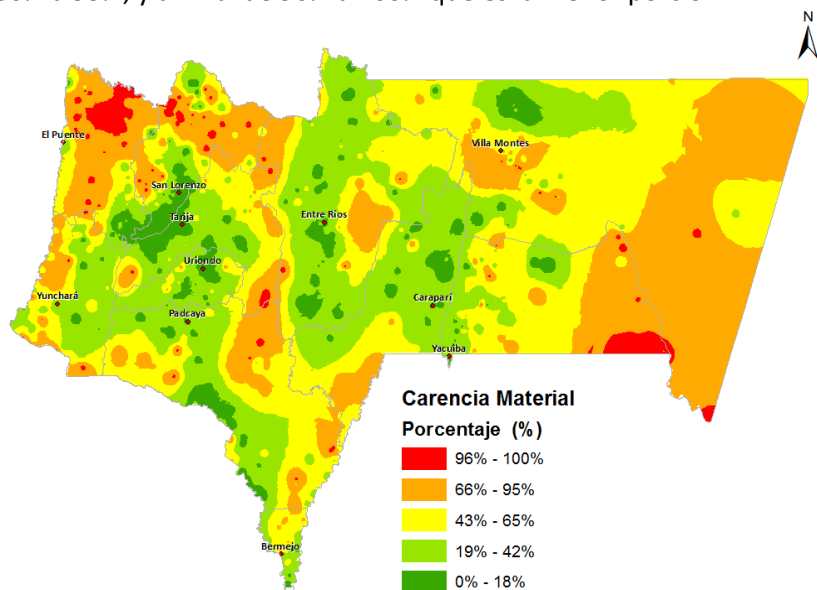 N
El Puente
Villa Montes
San Lorenzo
Tarija
Entre Ríos
Uriondo
Yunchará
Carapari
Padcaya
Yacuiba
Bermejo
Carencia Material
Porcentaje (%)
96% - 100%
66% - 95%
43% - 65%
19% - 42%
0% - 18%